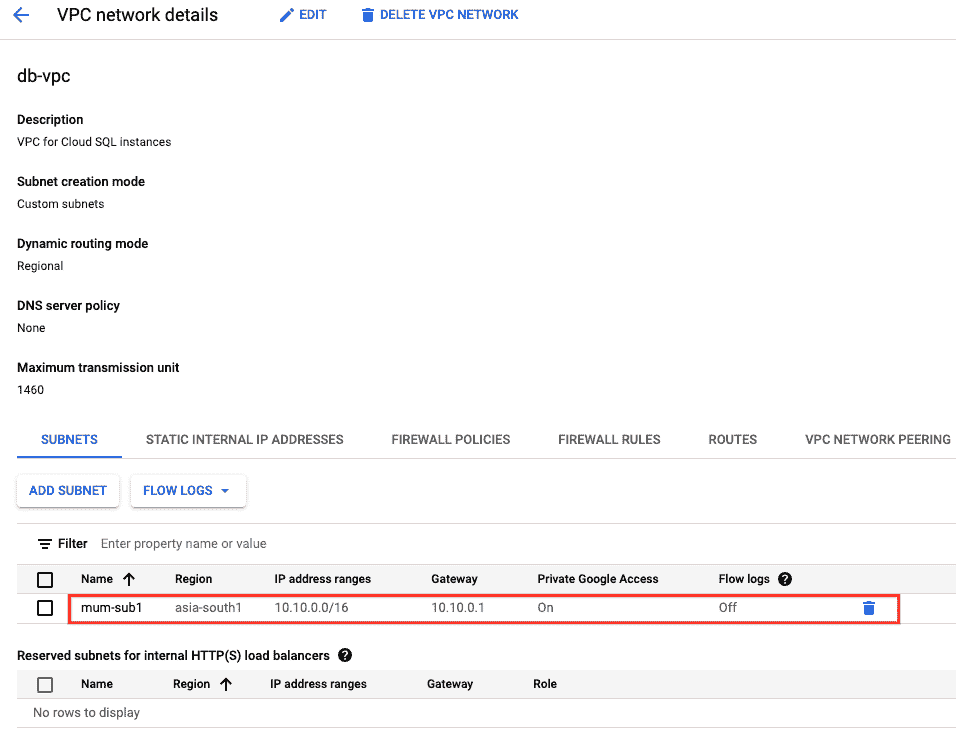 VPC network details EDIT DELETE VPC NETWORK
db-vpc
Description
VPC for Cloud SQL instances
Subnet creation mode
Custom subnets
Dynamic routing mode
Regional
DNS server policy
None
Maximum transmission unit
1460
SUBNETS STATIC INTERNAL IP ADDRESSES FIREWALL POLICIES FIREWALL RULES ROUTES VPC NETWORK PEERING
ADD SUBNET FLOW LOGS
Filter Enter property name or value
Name Region IP address ranges Gateway Private Google Access Flow logs ?
mum-sub1 asia-south1 10.10.0.0/16 10.10.0.1 On Off
Reserved subnets for internal HTTP(S) load balancers ?
Name Region IP address ranges Gateway Role
No rows to display